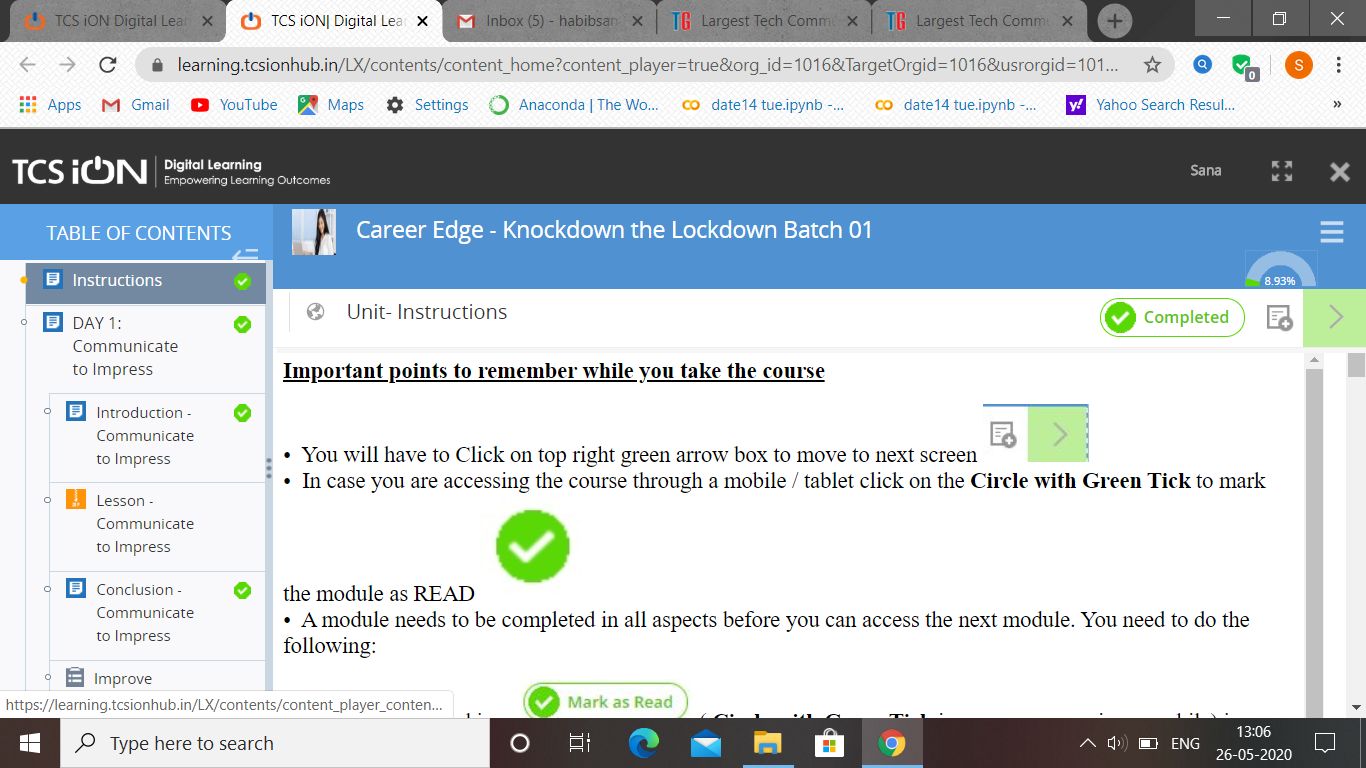 TCS iON Digital Lea
TCS iON| Digital Lea
Inbox (5) - habibsan
Largest Tech Comm
Largest Tech Comm
learning.tcsionhub.in/LX/contents/content_home?content_player=true&org_id=1016&TargetOrgid=1016&usrorgid=101...
0
S
Apps
Gmail
YouTube
Maps
Settings
Anaconda | The Wo...
date14 tue.ipynb -...
date14 tue.ipynb -...
Yahoo Search Resul...
»
TCS iON
Digital Learning
Empowering Learning Outcomes
Sana
TABLE OF CONTENTS
Career Edge - Knockdown the Lockdown Batch 01
8.93%
Instructions
DAY 1:
Communicate
to Impress
Introduction -
Communicate
to Impress
Lesson -
Communicate
to Impress
Conclusion -
Communicate
to Impress
Improve
Unit- Instructions
Completed
Important points to remember while you take the course
• You will have to Click on top right green arrow box to move to next screen
• In case you are accessing the course through a mobile / tablet click on the Circle with Green Tick to mark
the module as READ
• A module needs to be completed in all aspects before you can access the next module. You need to do the
following:
Mark as Read
https://learning.tcsionhub.in/LX/contents/content_player_conten...
Type here to search
ENG
13:06
26-05-2020